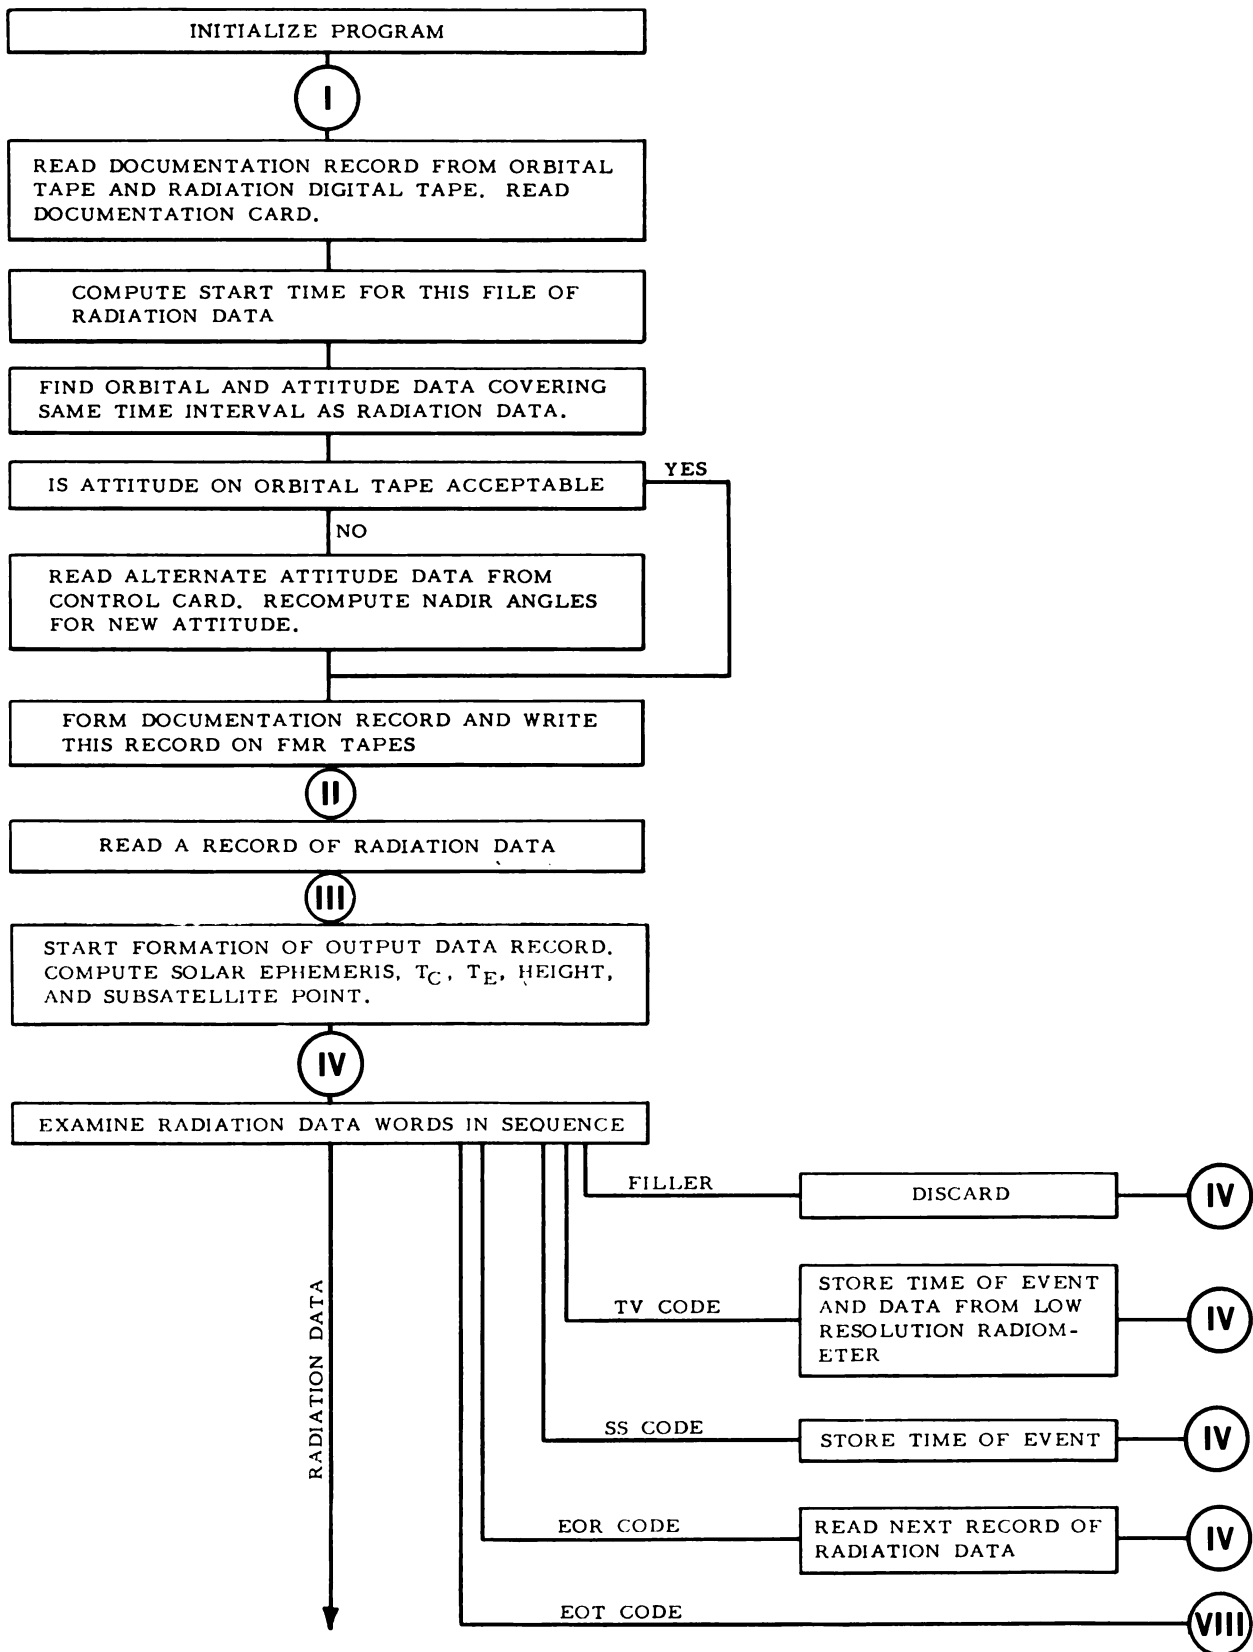 INITIALIZE PROGRAM
I
READ DOCUMENTATION RECORD FROM ORBITAL
TAPE AND RADIATION DIGITAL TAPE. READ
DOCUMENTATION CARD.
COMPUTE START TIME FOR THIS FILE OF
RADIATION DATA
FIND ORBITAL AND ATTITUDE DATA COVERING
SAME TIME INTERVAL AS RADIATION DATA.
IS ATTITUDE ON ORBITAL TAPE ACCEPTABLE
YES
NO
READ ALTERNATE ATTITUDE DATA FROM
CONTROL CARD. RECOMPUTE NADIR ANGLES
FOR NEW ATTITUDE.
FORM DOCUMENTATION RECORD AND WRITE
THIS RECORD ON FMR TAPES
II
READ A RECORD OF RADIATION DATA
III
START FORMATION OF OUTPUT DATA RECORD.
COMPUTE SOLAR EPHEMERIS, TC, TE, HEIGHT,
AND SUBSATELLITE POINT.
IV
EXAMINE RADIATION DATA WORDS IN SEQUENCE
RADIATION DATA
FILLER
DISCARD
IV
TV CODE
STORE TIME OF EVENT
AND DATA FROM LOW
RESOLUTION RADIOM-
ETER
IV
SS CODE
STORE TIME OF EVENT
IV
EOR CODE
READ NEXT RECORD OF
RADIATION DATA
IV
EOT CODE
VIII